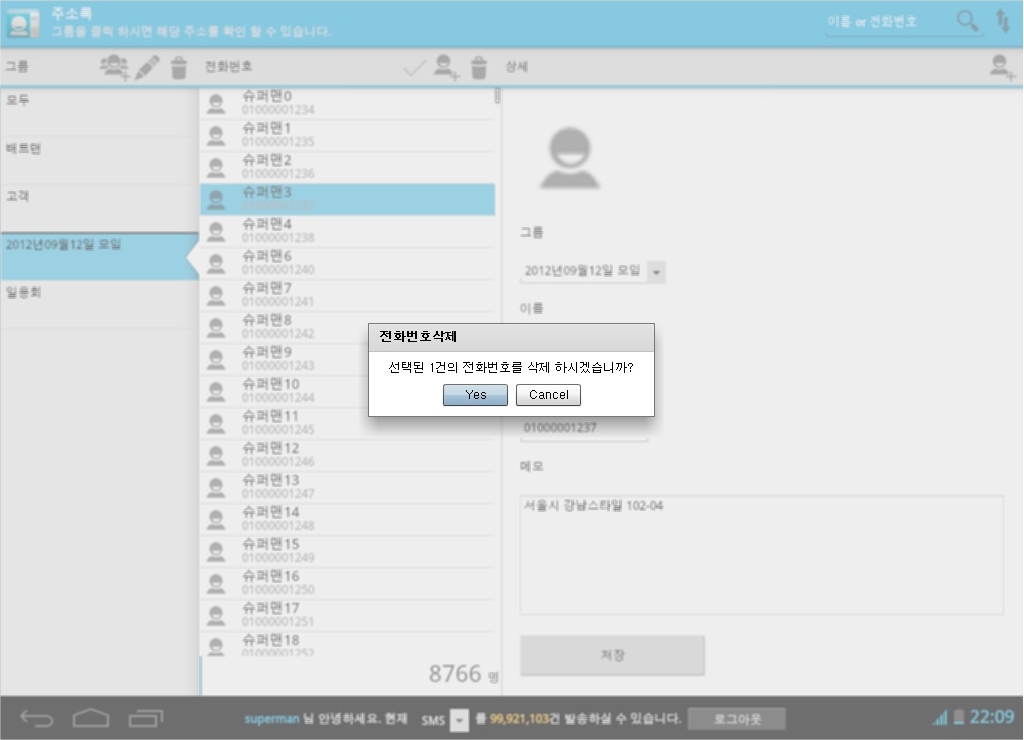 주소록
그룹을 클릭 하시면 해당 주소를 확인 할 수 있습니다.
이름 or 전화번호
그룹
전화번호
상세
모두
배트맨
고객
2012년09월12일 모일
일용회
슈퍼맨0
01000001234
슈퍼맨1
01000001235
슈퍼맨2
01000001236
슈퍼맨3
01000001237
슈퍼맨4
01000001238
슈퍼맨6
01000001240
슈퍼맨7
01000001241
슈퍼맨8
01000001242
슈퍼맨9
01000001243
슈퍼맨10
01000001244
슈퍼맨11
01000001245
슈퍼맨12
01000001246
슈퍼맨13
01000001247
슈퍼맨14
01000001248
슈퍼맨15
01000001249
슈퍼맨16
01000001250
슈퍼맨17
01000001251
슈퍼맨18
01000001252
8766 명
그룹
2012년09월12일 모일
이름
전화번호삭제
선택된 1건의 전화번호를 삭제 하시겠습니까?
Yes
Cancel
01000001237
메모
서울시 강남스타일 102-04
저장
superman 님 안녕하세요. 현재 SMS 를 99,921,103건 발송하실 수 있습니다.
로그아웃
22:09